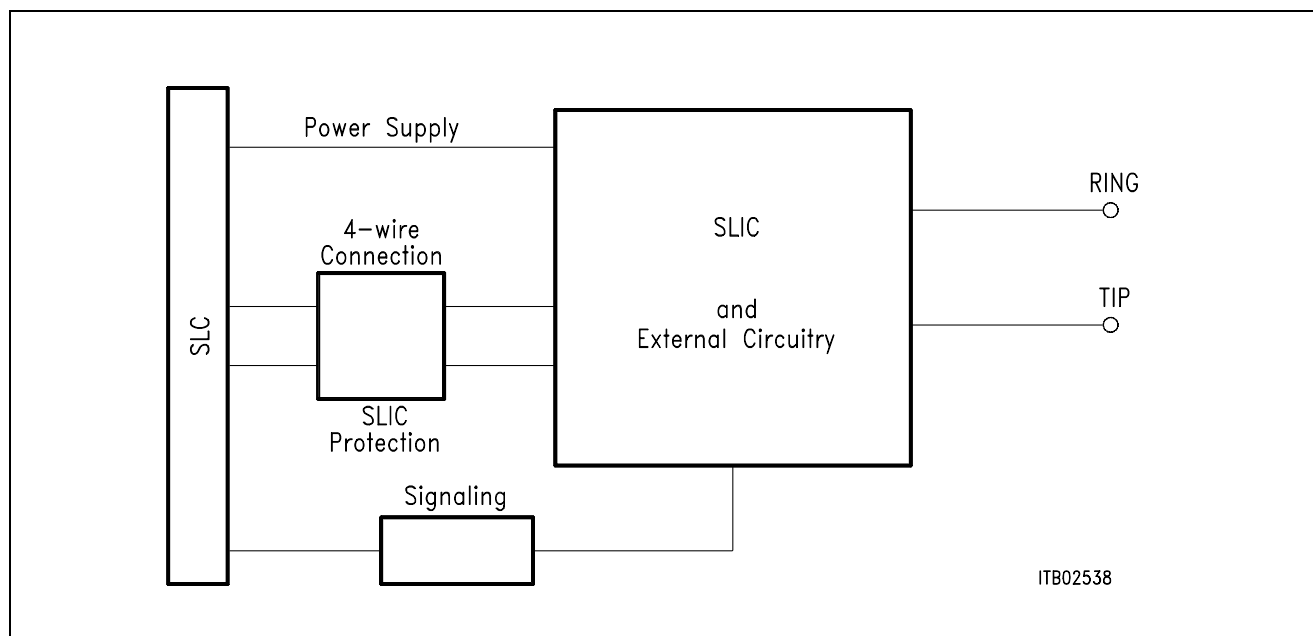 Power Supply
RING
4-wire
Connection
SLIC
SLC
TIP
and
External Circuitry
SLIC
Protection
Signaling
ITB02538